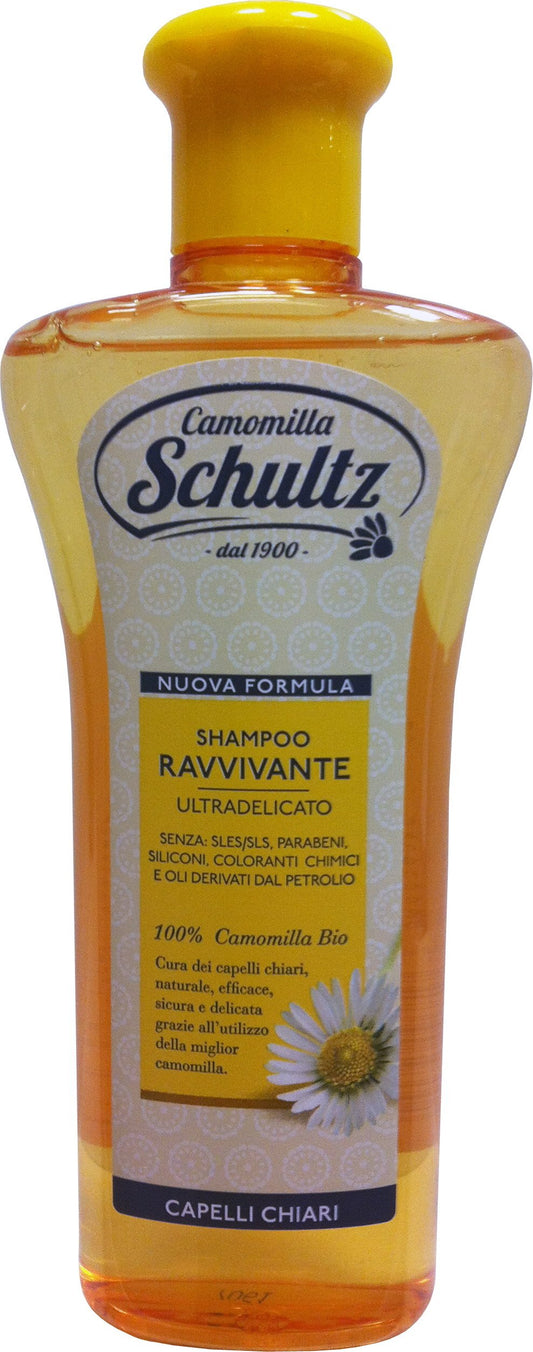 Camomilla
Schultz
- dal 1900 -
NUOVA FORMULA
SHAMPOO
RAVVIVANTE
ULTRADELICATO
SENZA: SLES/SLS, PARABENI,
SILICONI, COLORANTI CHIMICI
E OLI DERIVATI DAL PETROLIO
100% Camomilla Bio
Cura dei capelli chiari,
naturale, efficace,
sicura e delicata
grazie all'utilizzo
della miglior
camomilla.
CAPELLI CHIARI